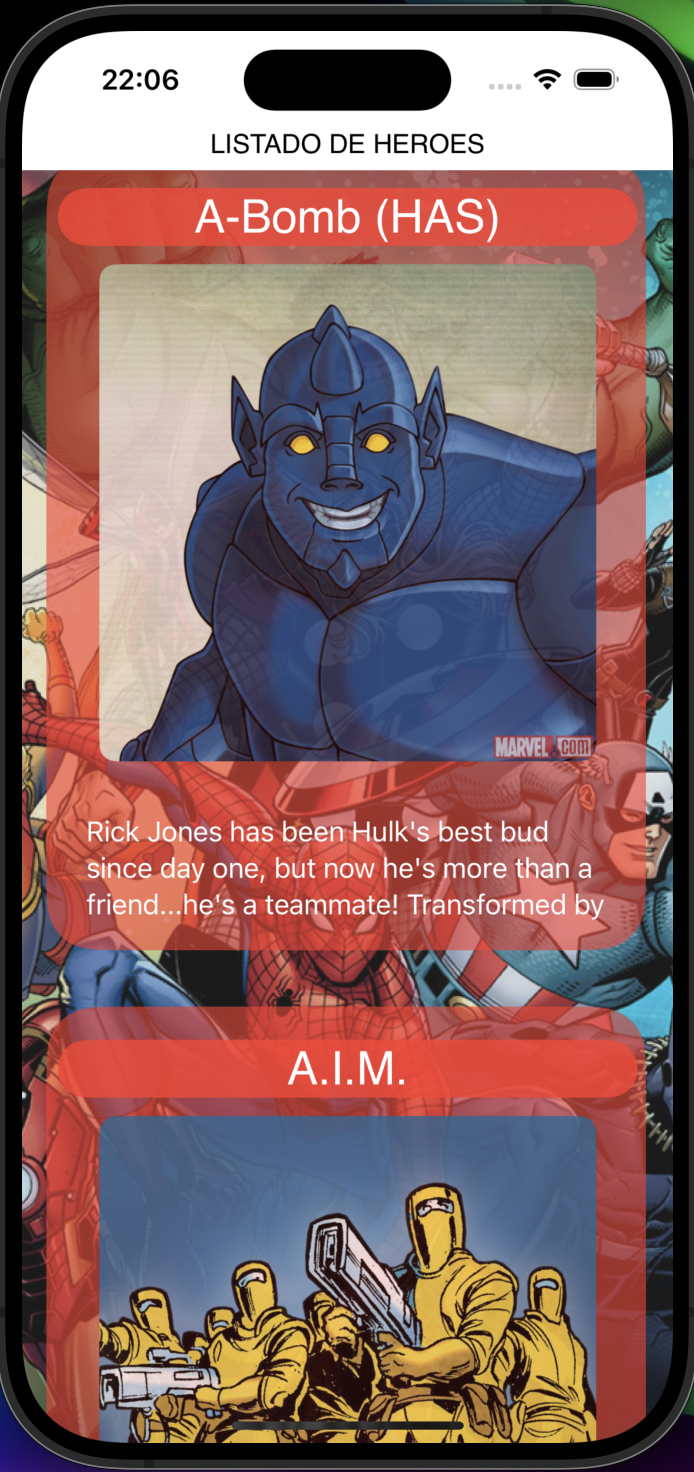 22:06
LISTADO DE HEROES
A-Bomb (HAS)
MARVEL.com
Rick Jones has been Hulk's best bud
since day one, but now he's more than a
friend...he's a teammate! Transformed by
A.I.M.